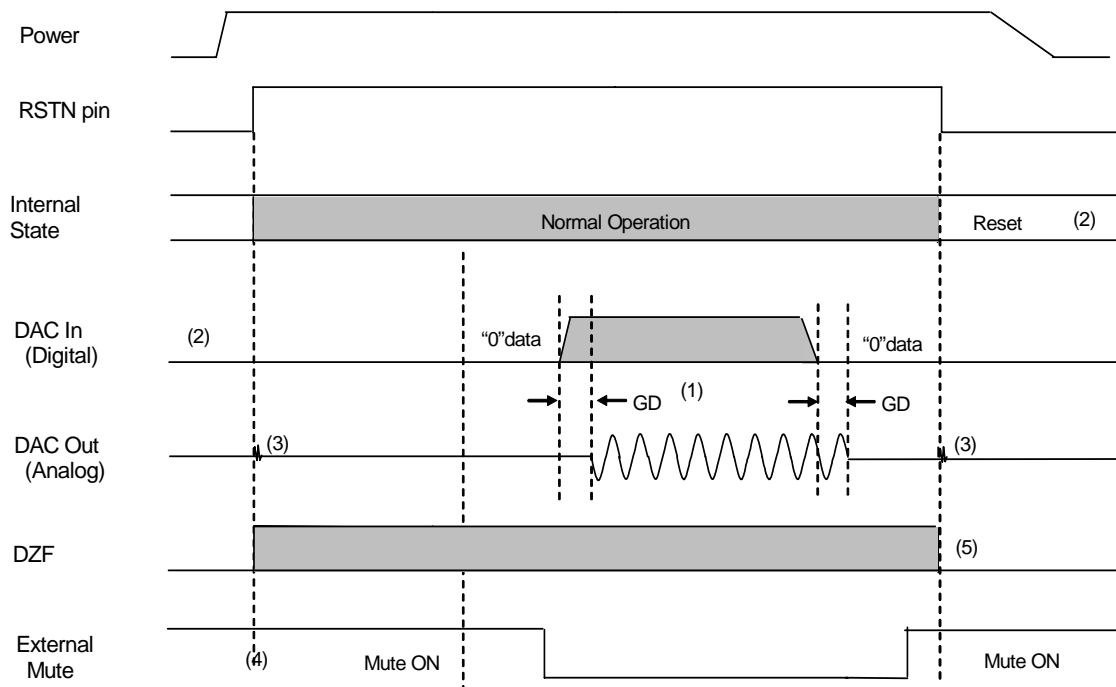 Power
RSTN pin
Internal
State
Normal Operation
Reset
(2)
DAC In
(Digital)
(2)
“0”data
“0”data
(1)
GD
GD
DAC Out
(Analog)
(3)
(3)
DZF
(5)
External
Mute
(4)
Mute ON
Mute ON